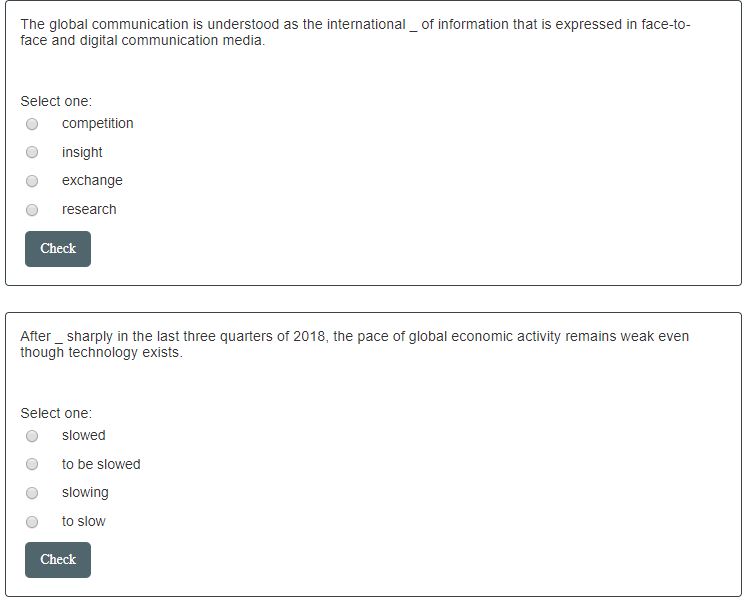 The global communication is understood as the international _ of information that is expressed in face-to-
face and digital communication media.
Select one:
competition
insight
exchange
research
Check
After _ sharply in the last three quarters of 2018, the pace of global economic activity remains weak even
though technology exists.
Select one:
slowed
to be slowed
slowing
to slow
Check